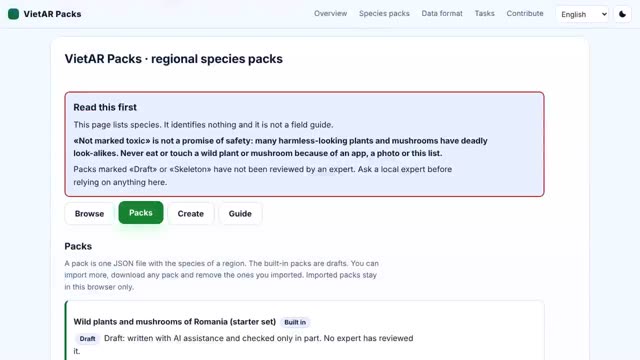 VietAR Packs
Overview
Species packs
Data format
Tasks
Contribute
English
VietAR Packs · regional species packs
Read this first
This page lists species. It identifies nothing and it is not a field guide.
«Not marked toxic» is not a promise of safety: many harmless-looking plants and mushrooms have deadly
look-alikes. Never eat or touch a wild plant or mushroom because of an app, a photo or this list.
Packs marked «Draft» or «Skeleton» have not been reviewed by an expert. Ask a local expert before
relying on anything here.
Browse
Packs
Create
Guide
Packs
A pack is one JSON file with the species of a region. The built-in packs are drafts. You can
import more, download any pack and remove the ones you imported. Imported packs stay
in this browser only.
Wild plants and mushrooms of Romania (starter set) Built in
Draft Draft: written with AI assistance and checked only in part. No expert has reviewed
it.